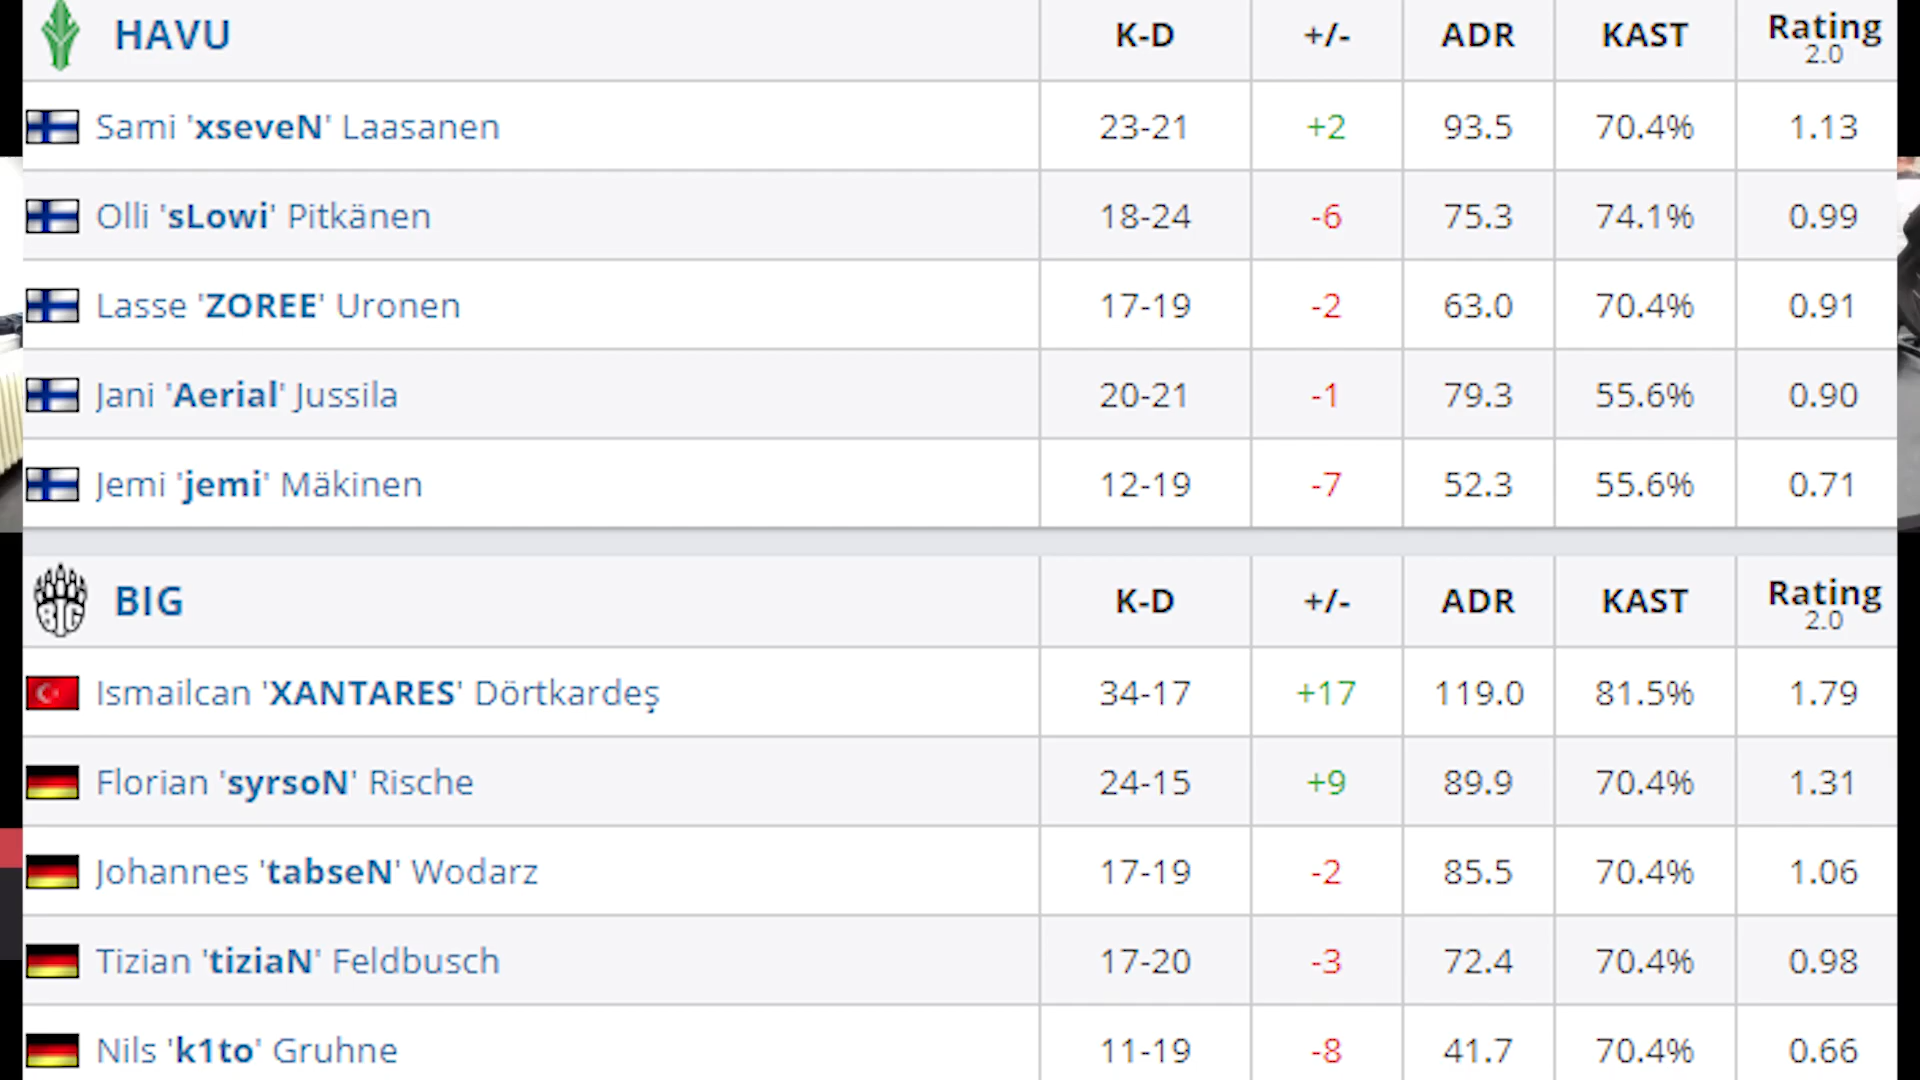 HAVU K-D +/- ADR KAST Rating 2.0
Sami 'xseveN' Laasanen 23-21 +2 93.5 70.4% 1.13
Olli 'sLowi' Pitkänen 18-24 -6 75.3 74.1% 0.99
Lasse 'ZOREE' Uronen 17-19 -2 63.0 70.4% 0.91
Jani 'Aerial' Jussila 20-21 -1 79.3 55.6% 0.90
Jemi 'jemi' Mäkinen 12-19 -7 52.3 55.6% 0.71
BIG BIG K-D +/- ADR KAST Rating 2.0
Ismailcan 'XANTARES' Dörtkardeş 34-17 +17 119.0 81.5% 1.79
Florian 'syrsoN' Rische 24-15 +9 89.9 70.4% 1.31
Johannes 'tabseN' Wodarz 17-19 -2 85.5 70.4% 1.06
Tizian 'tiziaN' Feldbusch 17-20 -3 72.4 70.4% 0.98
Nils 'k1to' Gruhne 11-19 -8 41.7 70.4% 0.66